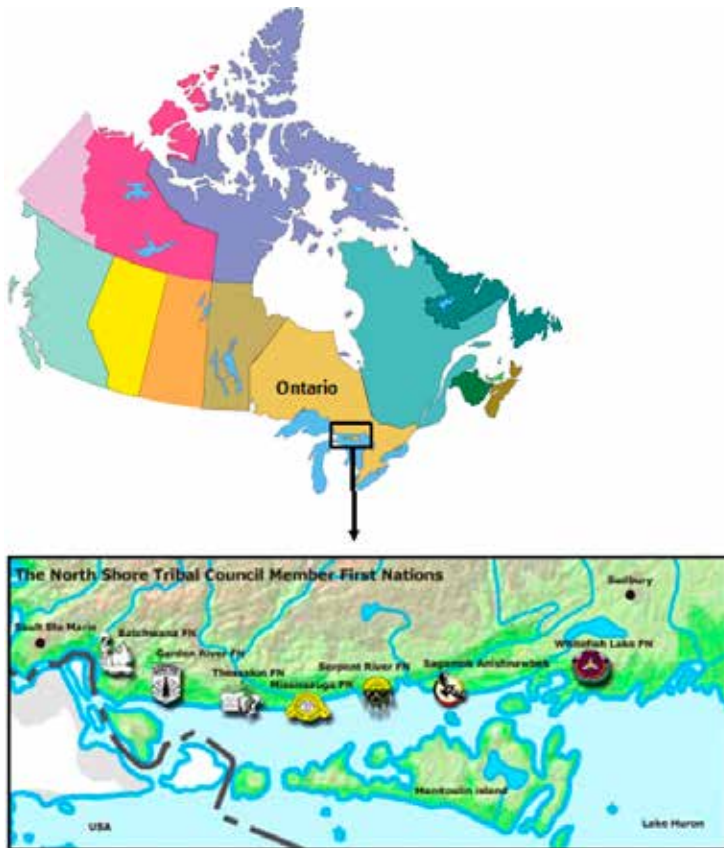 Ontario
The North Shore Tribal Council Member First Nations
Sudbury
Sault Ste Marie
Batchwana FN
Garden River FN
Whitefish Lake FN
Thessalon FN
Serpent River FN
Sagamok Anishnawbek
Mississauga FN
Manitoulin Island
USA
Lake Huron